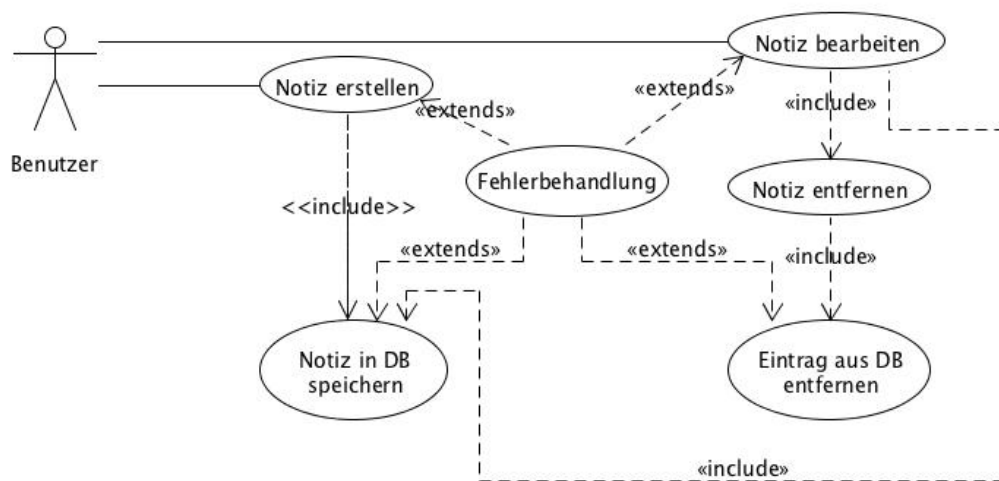 Notiz bearbeiten
Notiz erstellen
«extends»
«extends»
«include»
Benutzer
Fehlerbehandlung
Notiz entfernen
<<include>>
«extends»
«extends»
«include»
Notiz in DB
speichern
Eintrag aus DB
entfernen
«include»